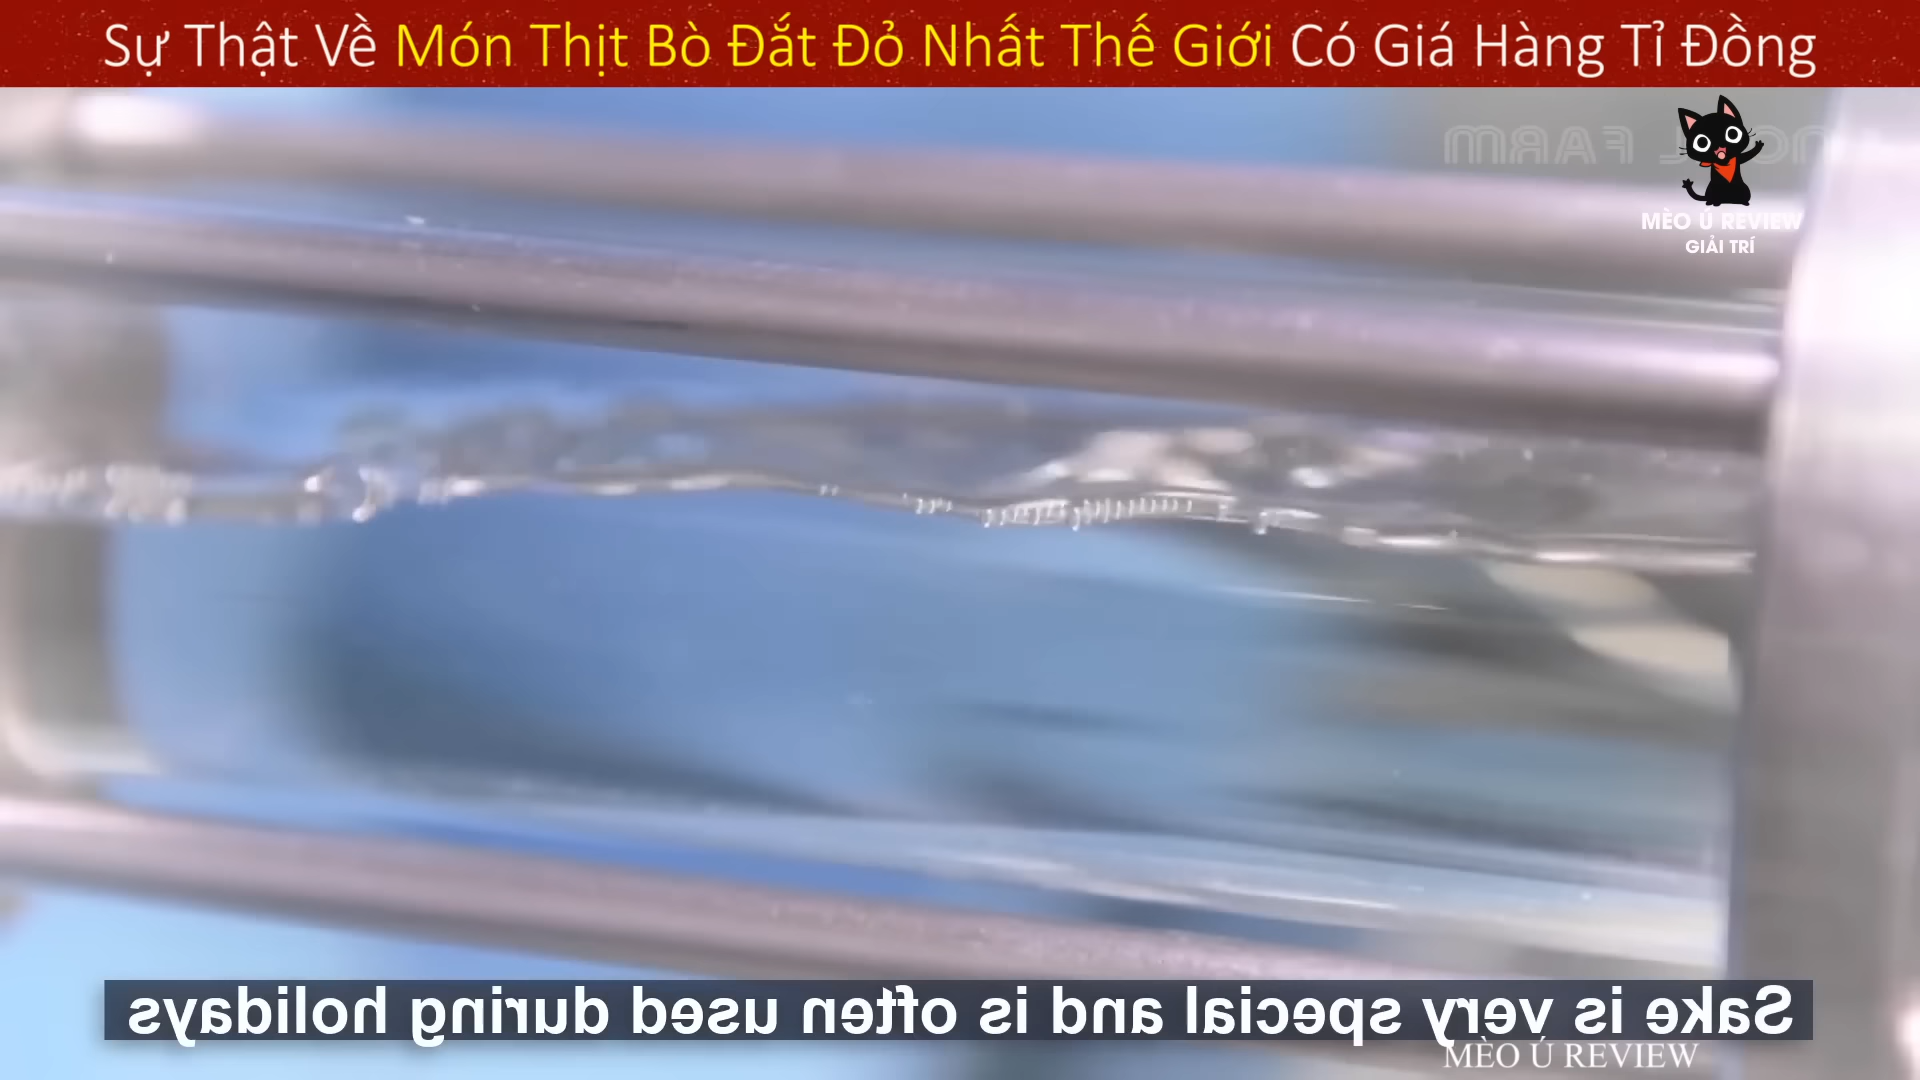 Sự Thật Về Món Thịt Bò Đắt Đỏ Nhất Thế Giới Có Giá Hàng Tỉ Đồng
FARM
MÈO Ú REVIEW
GIẢI TRÍ
Sake is very special and is often used during holidays
MÈO Ú REVIEW